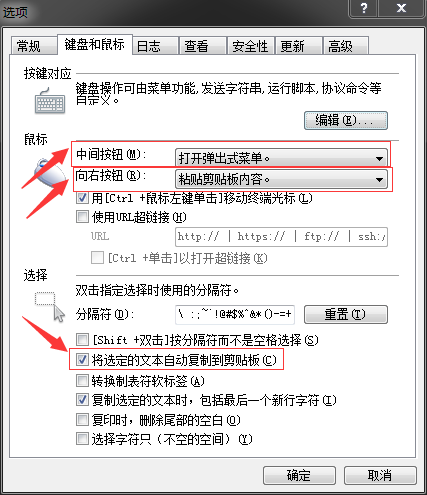 选项
常规 键盘和鼠标 日志 查看 安全性 更新 高级
按键对应
键盘操作可由菜单功能, 发送字符串, 运行脚本, 协议命令等
自定义。
编辑(E)...
鼠标
中间按钮(M): 打开弹出式菜单。
向右按钮(R): 粘贴剪贴板内容。
用[Ctrl +鼠标左键单击]移动终端光标(L)
使用URL超链接(H)
URL http:// | https:// | ftp:// | ssh:/
[Ctrl +单击]以打开超链接(K)
选择
双击指定选择时使用的分隔符。
分隔符(D): \ :;~`!@#$%^&*()-=+ 重置(T)
[Shift +双击]按分隔符而不是空格选择(S)
将选定的文本自动复制到剪贴板(C)
转换制表符软标签(A)
复制选定的文本时，包括最后一个新行字符(I)
复印时，删除尾部的空白(O)
选择字符只（不空的空间）(Y)
确定 取消